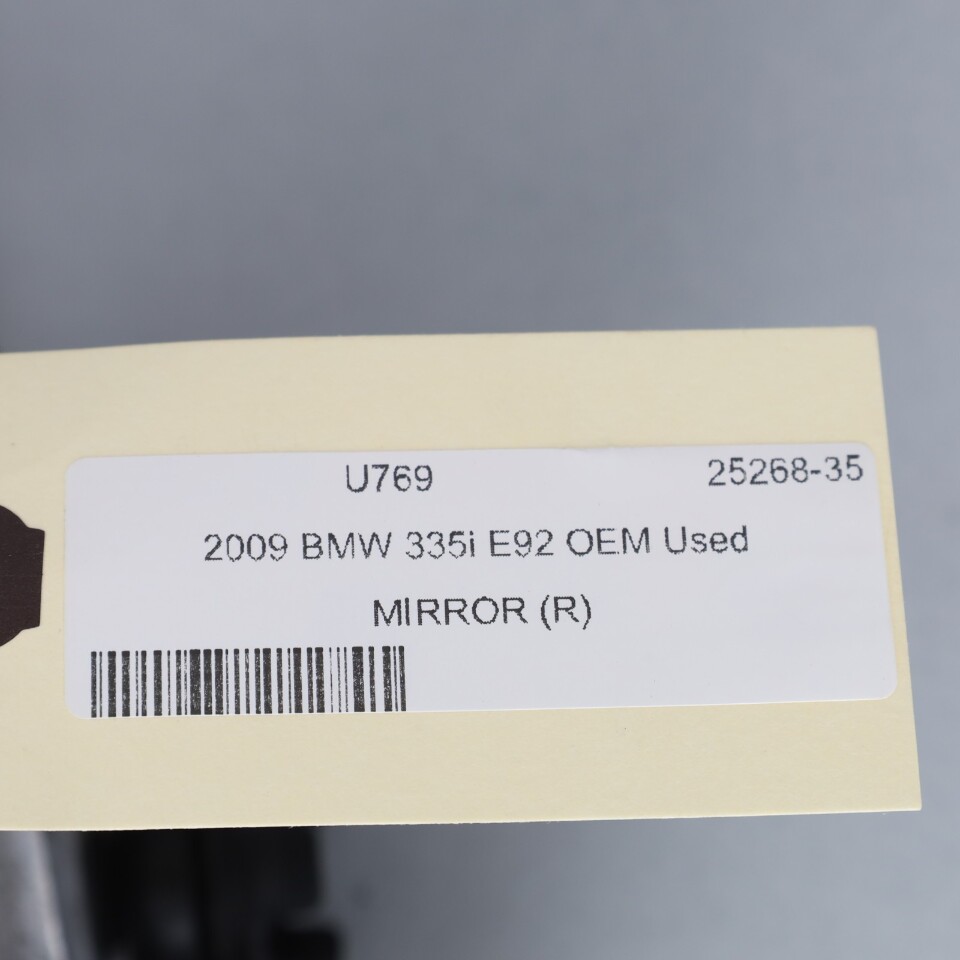 U769 25268-35
2009 BMW 335i E92 OEM Used
MIRROR (R)